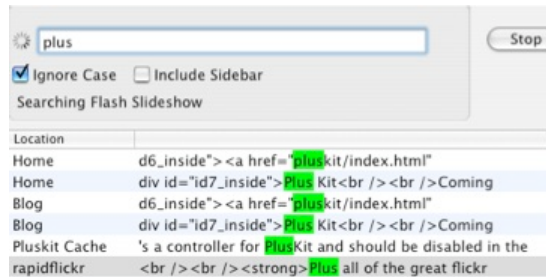 plus Stop
Ignore Case Include Sidebar
Searching Flash Slideshow
Location
Home d6_inside"><a href="pluskit/index.html"
Home div id="id7_inside">Plus Kit<br /><br />Coming
Blog d6_inside"><a href="pluskit/index.html"
Blog div id="id7_inside">Plus Kit<br /><br />Coming
Pluskit Cache 's a controller for PlusKit and should be disabled in the
rapidflickr <br /><br /><strong>Plus all of the great flickr